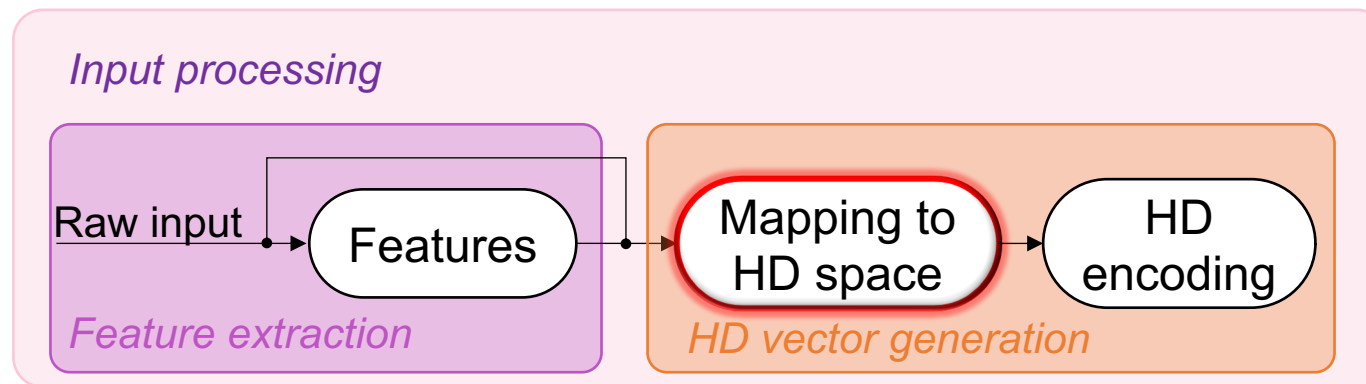 Input processing
Raw input
Features
Mapping to
HD space
HD
encoding
Feature extraction
HD vector generation